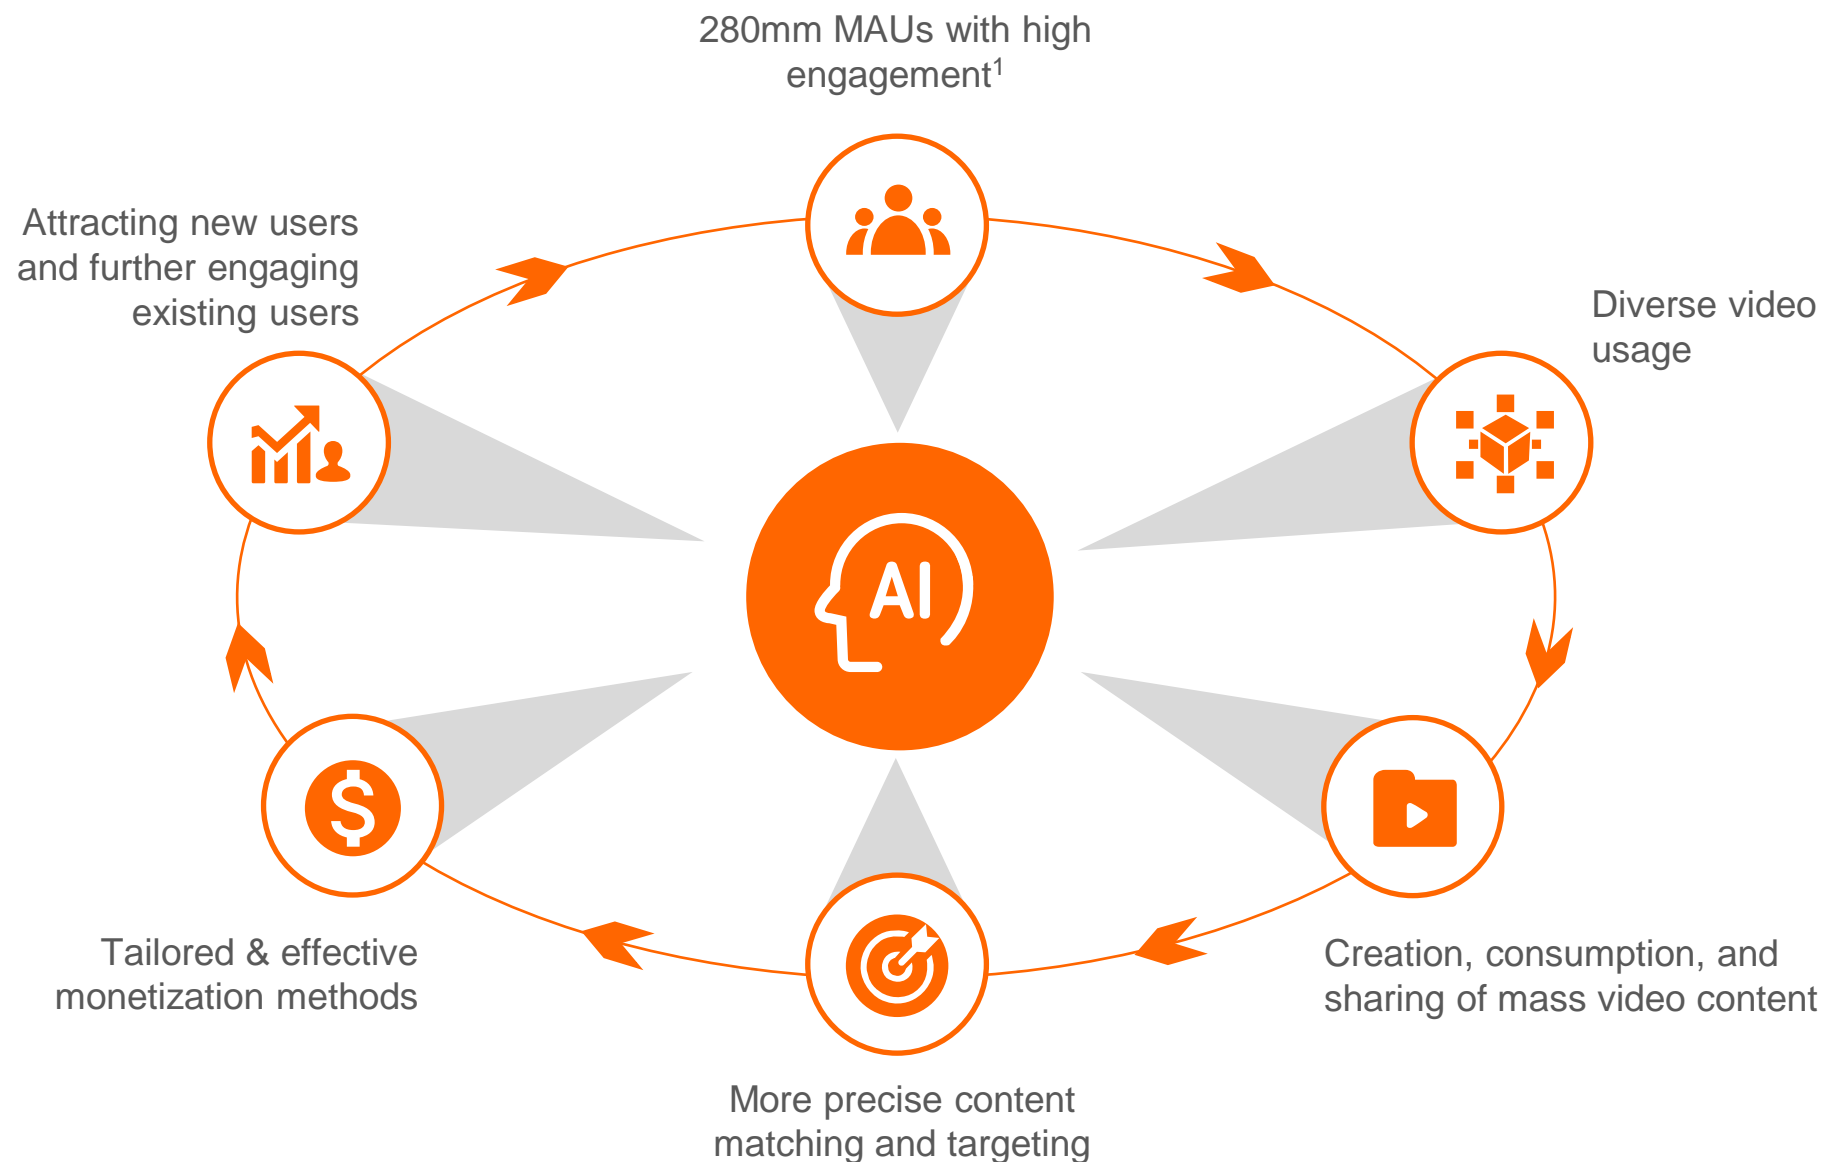 280mm MAUs with high
engagement1
Attracting new users
and further engaging
existing users
Diverse video
usage
AI
Tailored & effective
monetization methods
Creation, consumption, and
sharing of mass video content
More precise content
matching and targeting